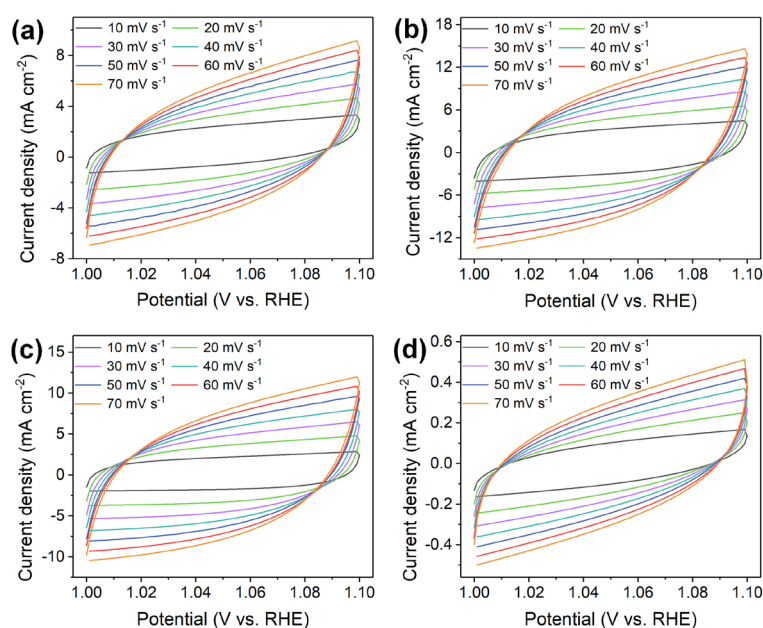 (a)
10 mV s⁻¹ 20 mV s⁻¹
30 mV s⁻¹ 40 mV s⁻¹
50 mV s⁻¹ 60 mV s⁻¹
70 mV s⁻¹
8
4
0
-4
-8
Current density (mA cm⁻²)
1.00 1.02 1.04 1.06 1.08 1.10
Potential (V vs. RHE)
(b)
10 mV s⁻¹ 20 mV s⁻¹
30 mV s⁻¹ 40 mV s⁻¹
50 mV s⁻¹ 60 mV s⁻¹
70 mV s⁻¹
18
12
6
0
-6
-12
Current density (mA cm⁻²)
1.00 1.02 1.04 1.06 1.08 1.10
Potential (V vs. RHE)
(c)
10 mV s⁻¹ 20 mV s⁻¹
30 mV s⁻¹ 40 mV s⁻¹
50 mV s⁻¹ 60 mV s⁻¹
70 mV s⁻¹
15
10
5
0
-5
-10
Current density (mA cm⁻²)
1.00 1.02 1.04 1.06 1.08 1.10
Potential (V vs. RHE)
(d)
10 mV s⁻¹ 20 mV s⁻¹
30 mV s⁻¹ 40 mV s⁻¹
50 mV s⁻¹ 60 mV s⁻¹
70 mV s⁻¹
0.6
0.4
0.2
0.0
-0.2
-0.4
Current density (mA cm⁻²)
1.00 1.02 1.04 1.06 1.08 1.10
Potential (V vs. RHE)